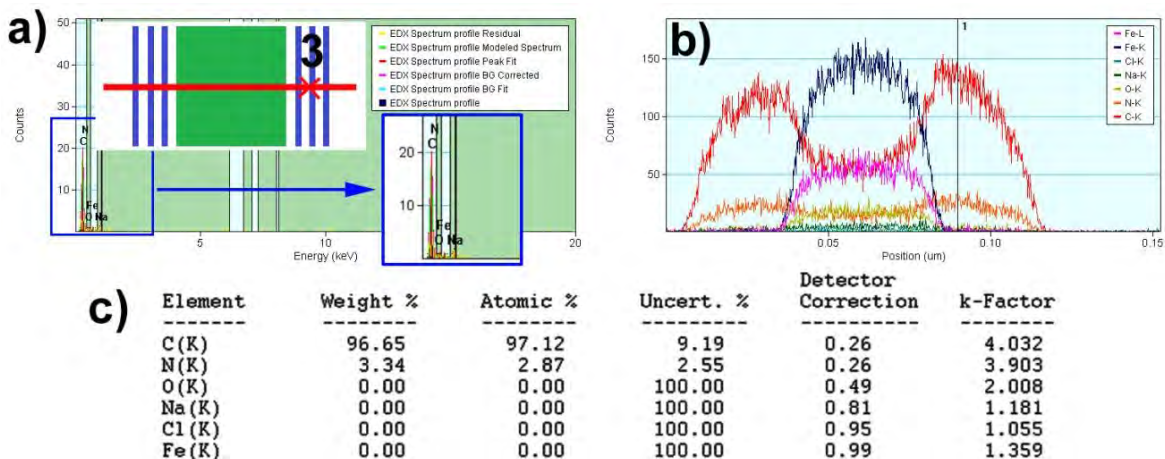 a)
50
40
30
20
10
Counts
N
C
Fe
O Na
3
EDX Spectrum profile Residual
EDX Spectrum profile Modeled Spectrum
EDX Spectrum profile Peak Fit
EDX Spectrum profile BG Corrected
EDX Spectrum profile BG Fit
EDX Spectrum profile
20
10
N
C
Fe
O Na
5
10
20
Energy (keV)
b)
1
150
100
50
Counts
Fe-L
Fe-K
Cl-K
Na-K
O-K
N-K
C-K
0.05
0.10
0.15
Position (um)
c)
Element Weight % Atomic % Uncert. % Detector Correction k-Factor
-------- --------- --------- --------- ---------- --------
C(K) 96.65 97.12 9.19 0.26 4.032
N(K) 3.34 2.87 2.55 0.26 3.903
O(K) 0.00 0.00 100.00 0.49 2.008
Na(K) 0.00 0.00 100.00 0.81 1.181
Cl(K) 0.00 0.00 100.00 0.95 1.055
Fe(K) 0.00 0.00 100.00 0.99 1.359